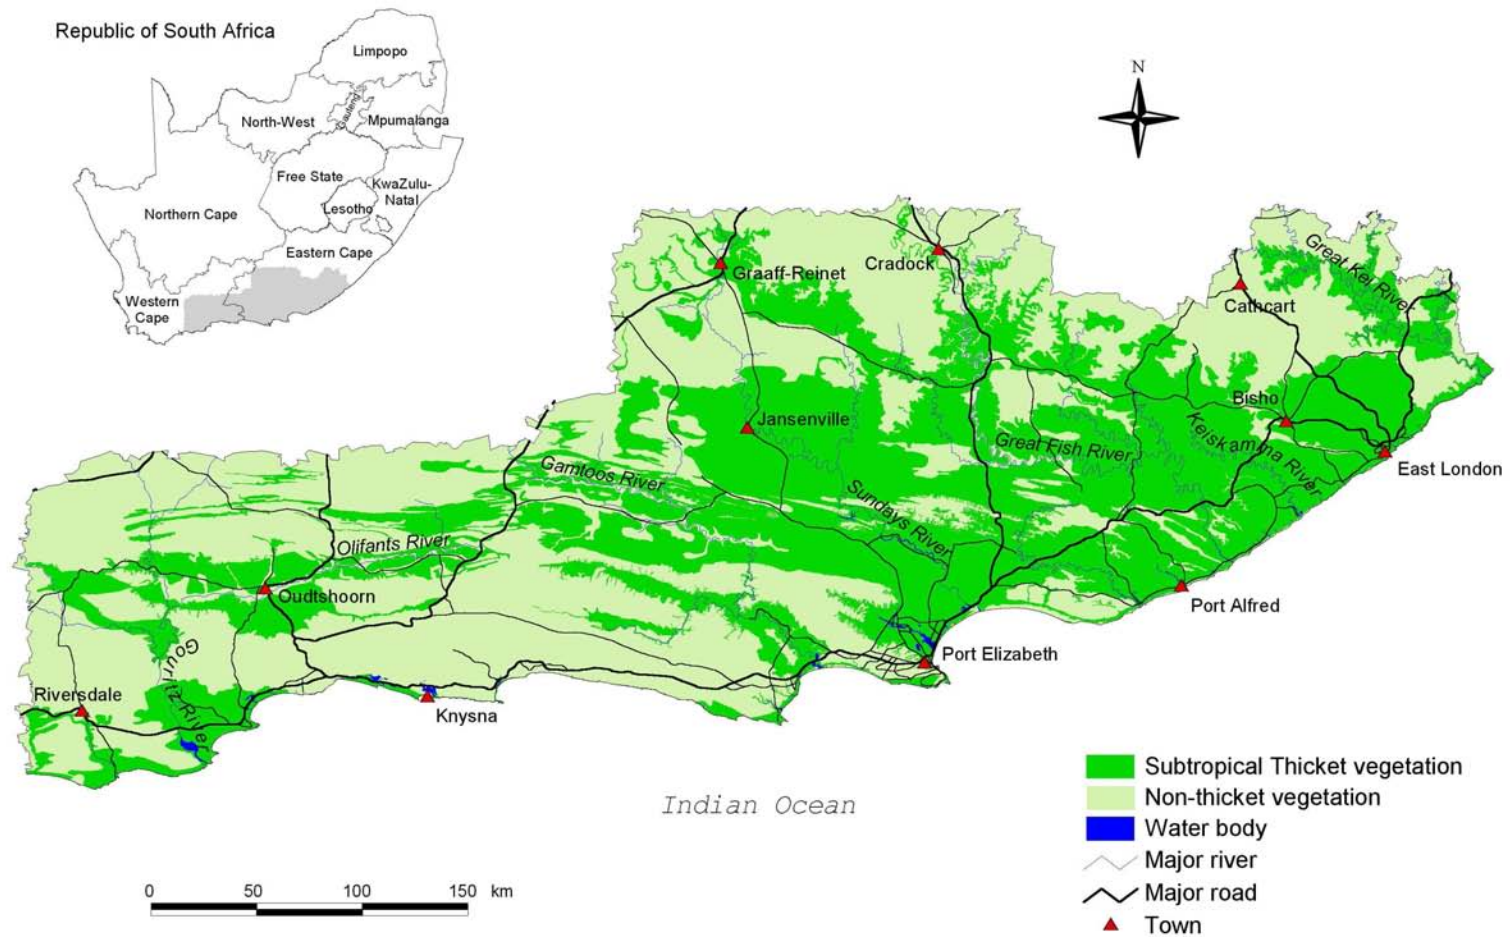 Republic of South Africa
Limpopo
North-West
Gauteng
Mpumalanga
Free State
KwaZulu-
Natal
Lesotho
Northern Cape
Eastern Cape
Western
Cape
N
Graaff-Reinet
Cradock
Great Kei River
Cathcart
Jansenville
Bisho
Great Fish River
Keiskamma River
East London
Gamtoos River
Sundays River
Olifants River
Oudtshoorn
Port Alfred
Gouritz River
Port Elizabeth
Riversdale
Knysna
Indian Ocean
Subtropical Thicket vegetation
Non-thicket vegetation
Water body
Major river
Major road
Town
0 50 100 150 km